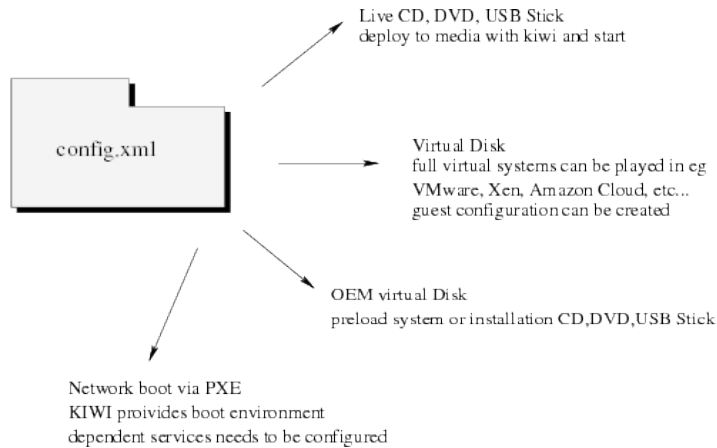 Live CD, DVD, USB Stick
deploy to media with kiwi and start
config.xml
Virtual Disk
full virtual systems can be played in eg
VMware, Xen, Amazon Cloud, etc...
guest configuration can be created
OEM virtual Disk
preload system or installation CD,DVD,USB Stick
Network boot via PXE
KIWI proivides boot environment
dependent services needs to be configured